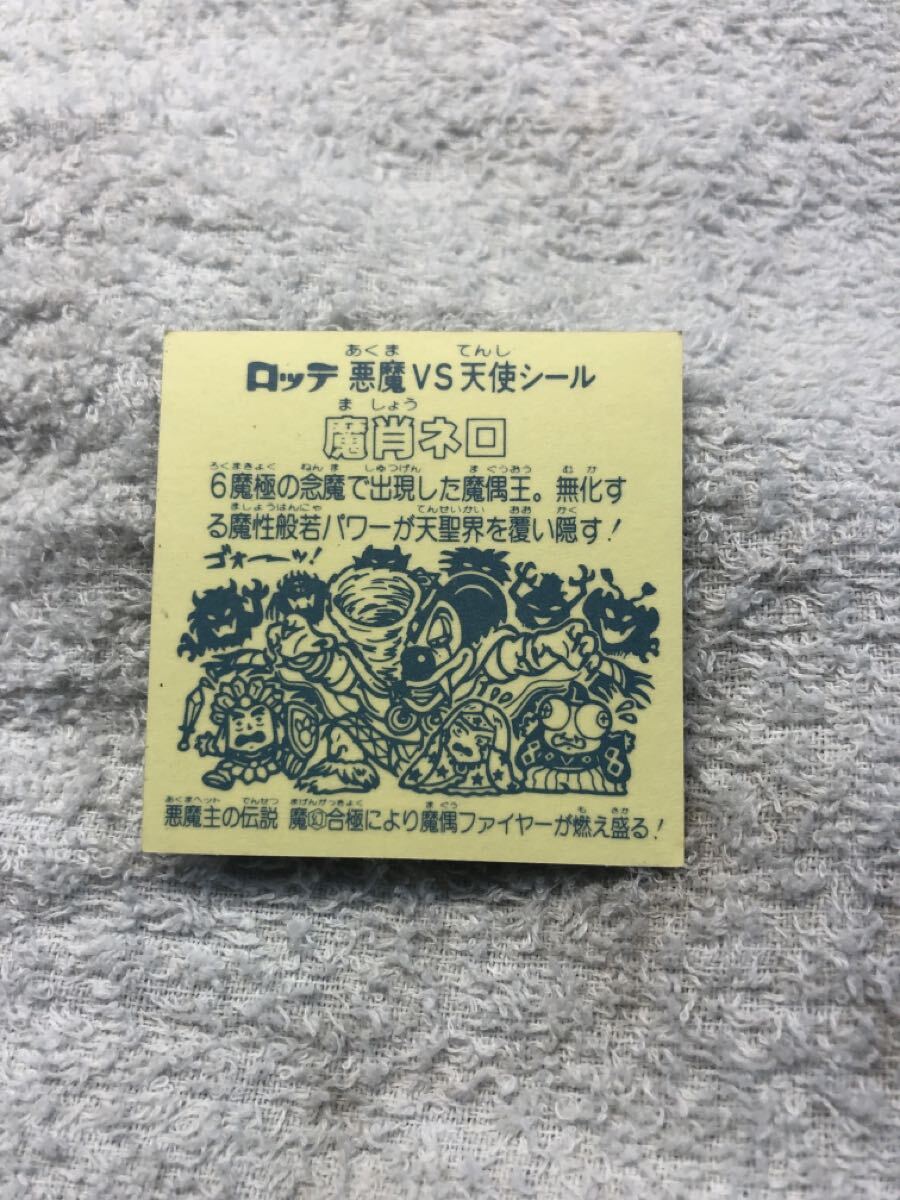 あくま てんし
ロッテ 悪魔VS天使シール
ましょう
魔肖ネロ
ろくまきょく ねんま しゅつげん まぐうおう むか
6魔極の念魔で出現した魔偶王。無化す
ましょうはんにゃ てんせいかい おお かく
る魔性般若パワーが天聖界を覆い隠す!
ゴォーーッ!
あくまヘット でんせつ まげんがっきょく まぐう も さか
悪魔主の伝説 魔幻合極により魔偶ファイヤーが燃え盛る!